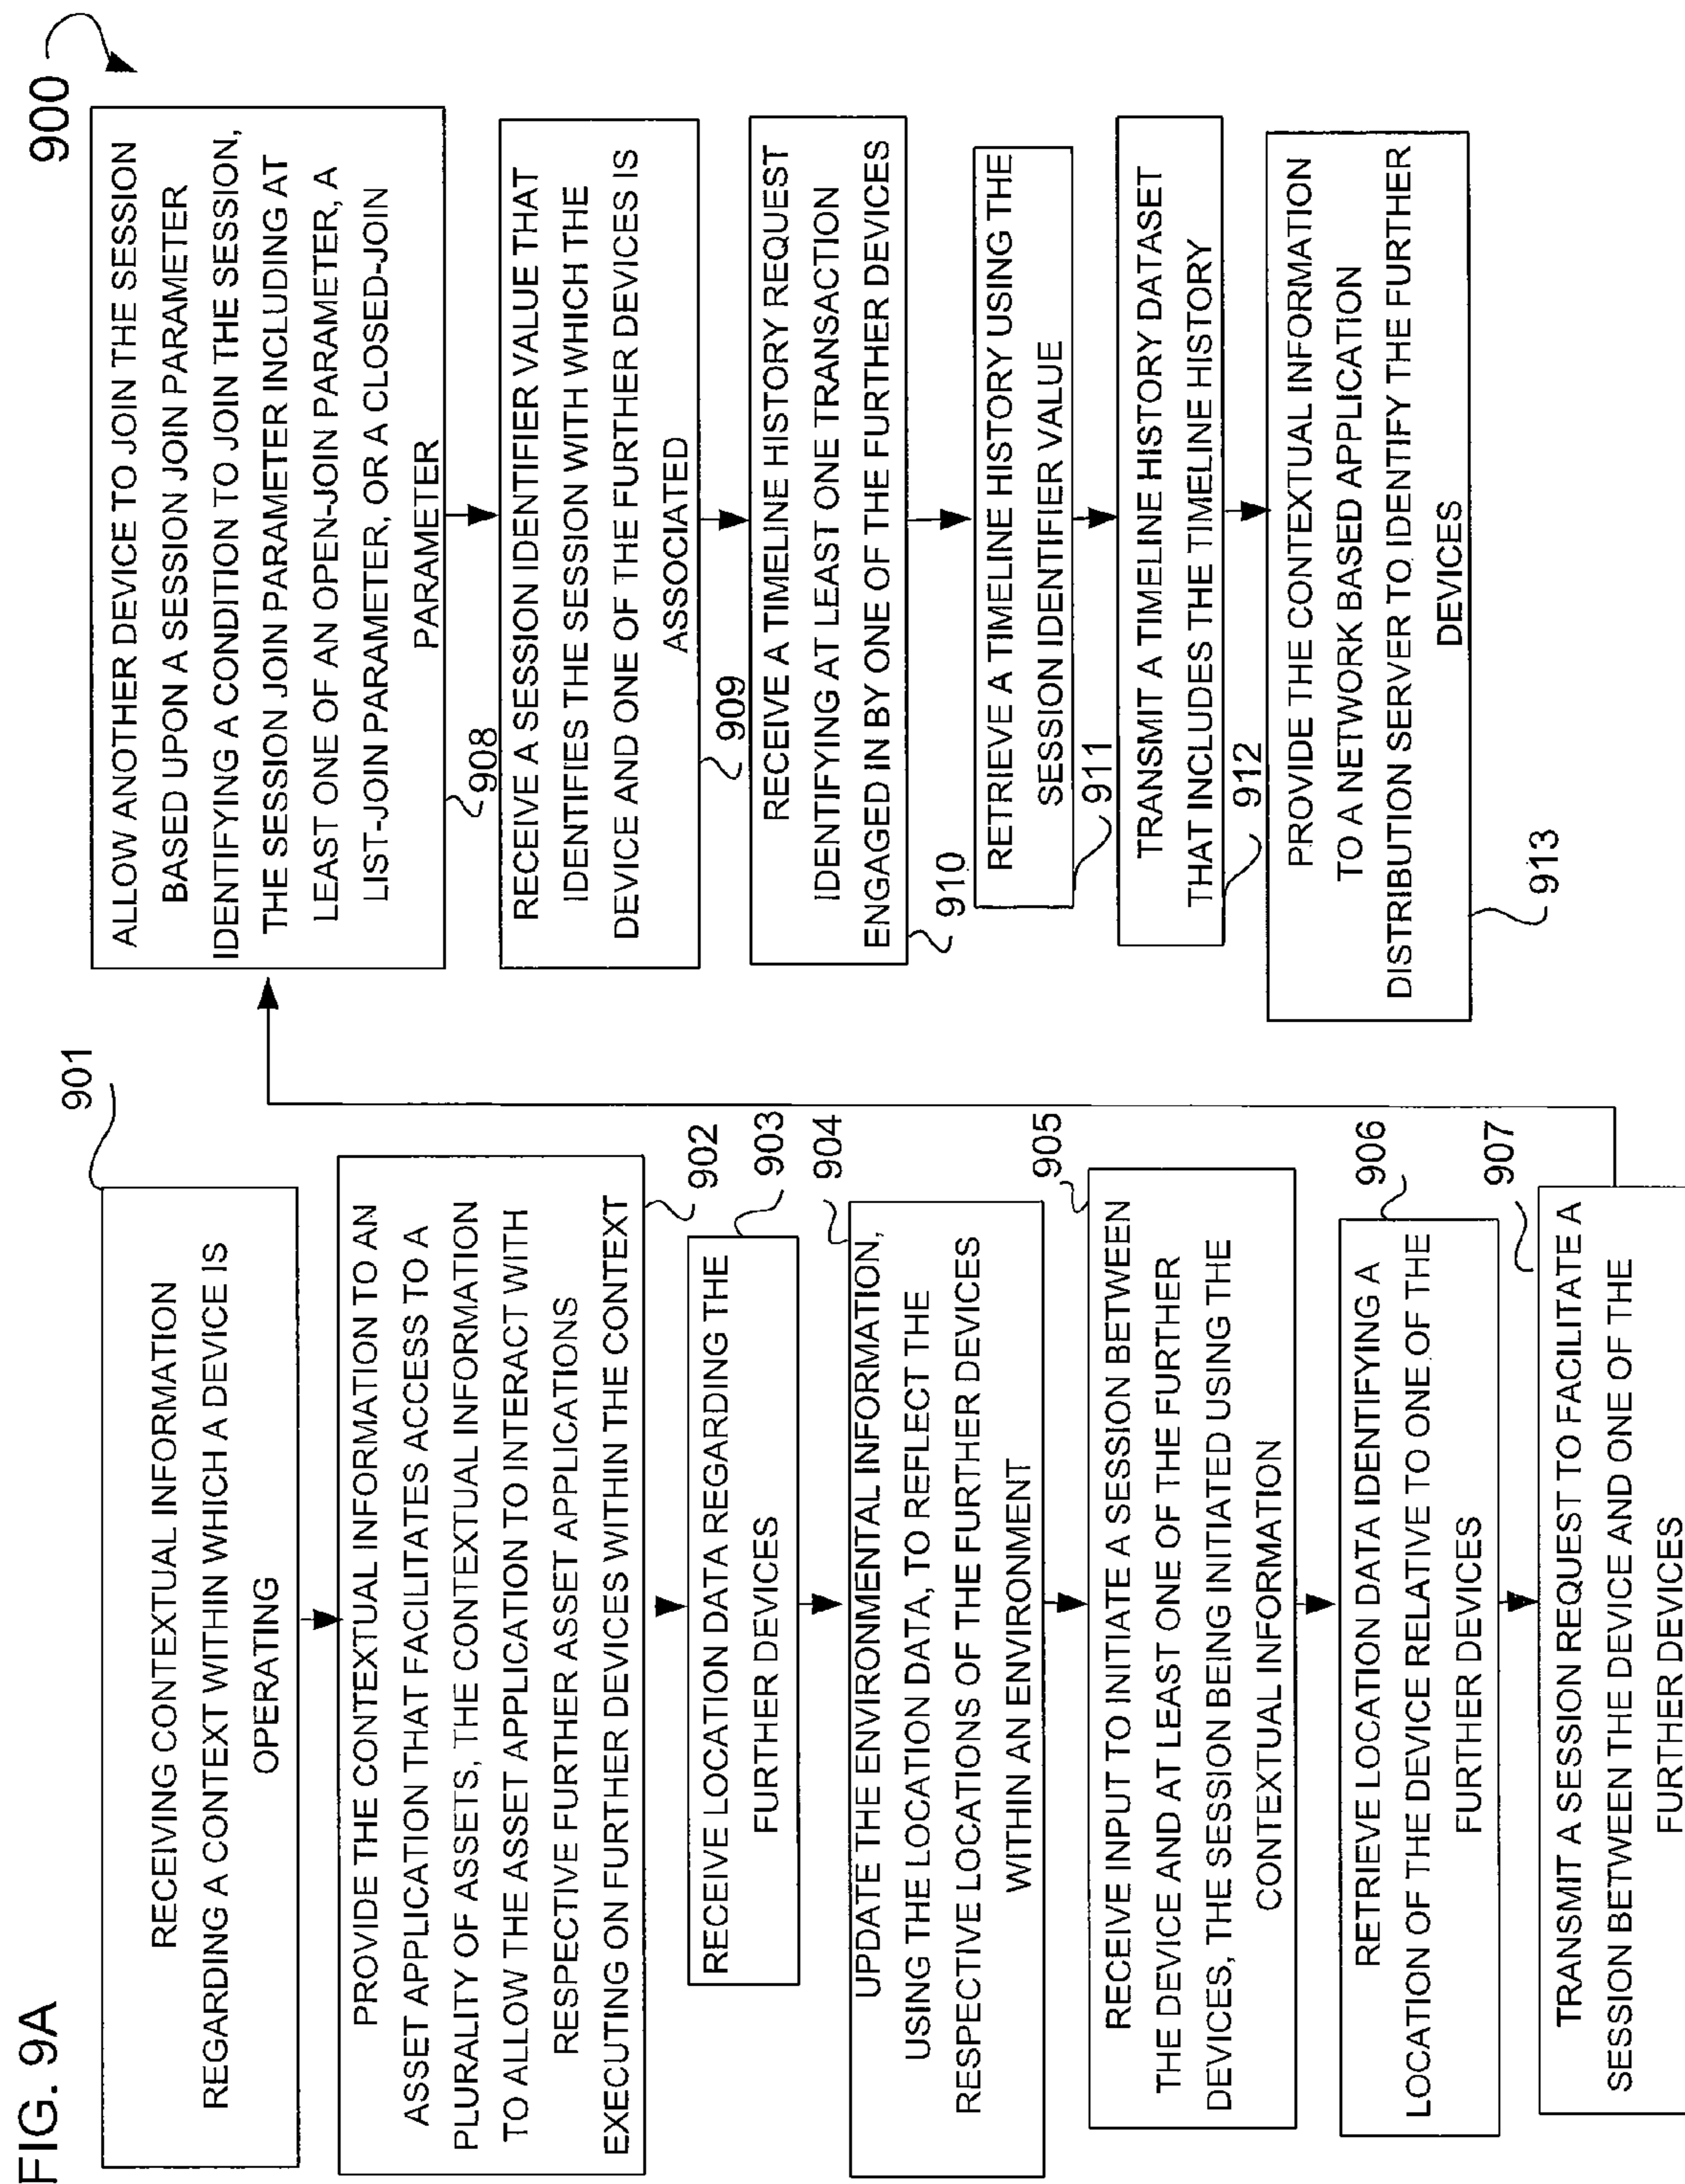 FIG. 9A
900
901
RECEIVING CONTEXTUAL INFORMATION
REGARDING A CONTEXT WITHIN WHICH A DEVICE IS
OPERATING
PROVIDE THE CONTEXTUAL INFORMATION TO AN
ASSET APPLICATION THAT FACILITATES ACCESS TO A
PLURALITY OF ASSETS, THE CONTEXTUAL INFORMATION
TO ALLOW THE ASSET APPLICATION TO INTERACT WITH
RESPECTIVE FURTHER ASSET APPLICATIONS
EXECUTING ON FURTHER DEVICES WITHIN THE CONTEXT
902
RECEIVE LOCATION DATA REGARDING THE
FURTHER DEVICES
903
904
UPDATE THE ENVIRONMENTAL INFORMATION,
USING THE LOCATION DATA, TO REFLECT THE
RESPECTIVE LOCATIONS OF THE FURTHER DEVICES
WITHIN AN ENVIRONMENT
905
RECEIVE INPUT TO INITIATE A SESSION BETWEEN
THE DEVICE AND AT LEAST ONE OF THE FURTHER
DEVICES, THE SESSION BEING INITIATED USING THE
CONTEXTUAL INFORMATION
906
RETRIEVE LOCATION DATA IDENTIFYING A
LOCATION OF THE DEVICE RELATIVE TO ONE OF THE
FURTHER DEVICES
907
TRANSMIT A SESSION REQUEST TO FACILITATE A
SESSION BETWEEN THE DEVICE AND ONE OF THE
FURTHER DEVICES
ALLOW ANOTHER DEVICE TO JOIN THE SESSION
BASED UPON A SESSION JOIN PARAMETER
IDENTIFYING A CONDITION TO JOIN THE SESSION,
THE SESSION JOIN PARAMETER INCLUDING AT
LEAST ONE OF AN OPEN-JOIN PARAMETER, A
LIST-JOIN PARAMETER, OR A CLOSED-JOIN
PARAMETER
908
RECEIVE A SESSION IDENTIFIER VALUE THAT
IDENTIFIES THE SESSION WITH WHICH THE
DEVICE AND ONE OF THE FURTHER DEVICES IS
ASSOCIATED
909
RECEIVE A TIMELINE HISTORY REQUEST
IDENTIFYING AT LEAST ONE TRANSACTION
ENGAGED IN BY ONE OF THE FURTHER DEVICES
910
RETRIEVE A TIMELINE HISTORY USING THE
SESSION IDENTIFIER VALUE
911
TRANSMIT A TIMELINE HISTORY DATASET
THAT INCLUDES THE TIMELINE HISTORY
912
PROVIDE THE CONTEXTUAL INFORMATION
TO A NETWORK BASED APPLICATION
DISTRIBUTION SERVER TO IDENTIFY THE FURTHER
DEVICES
913